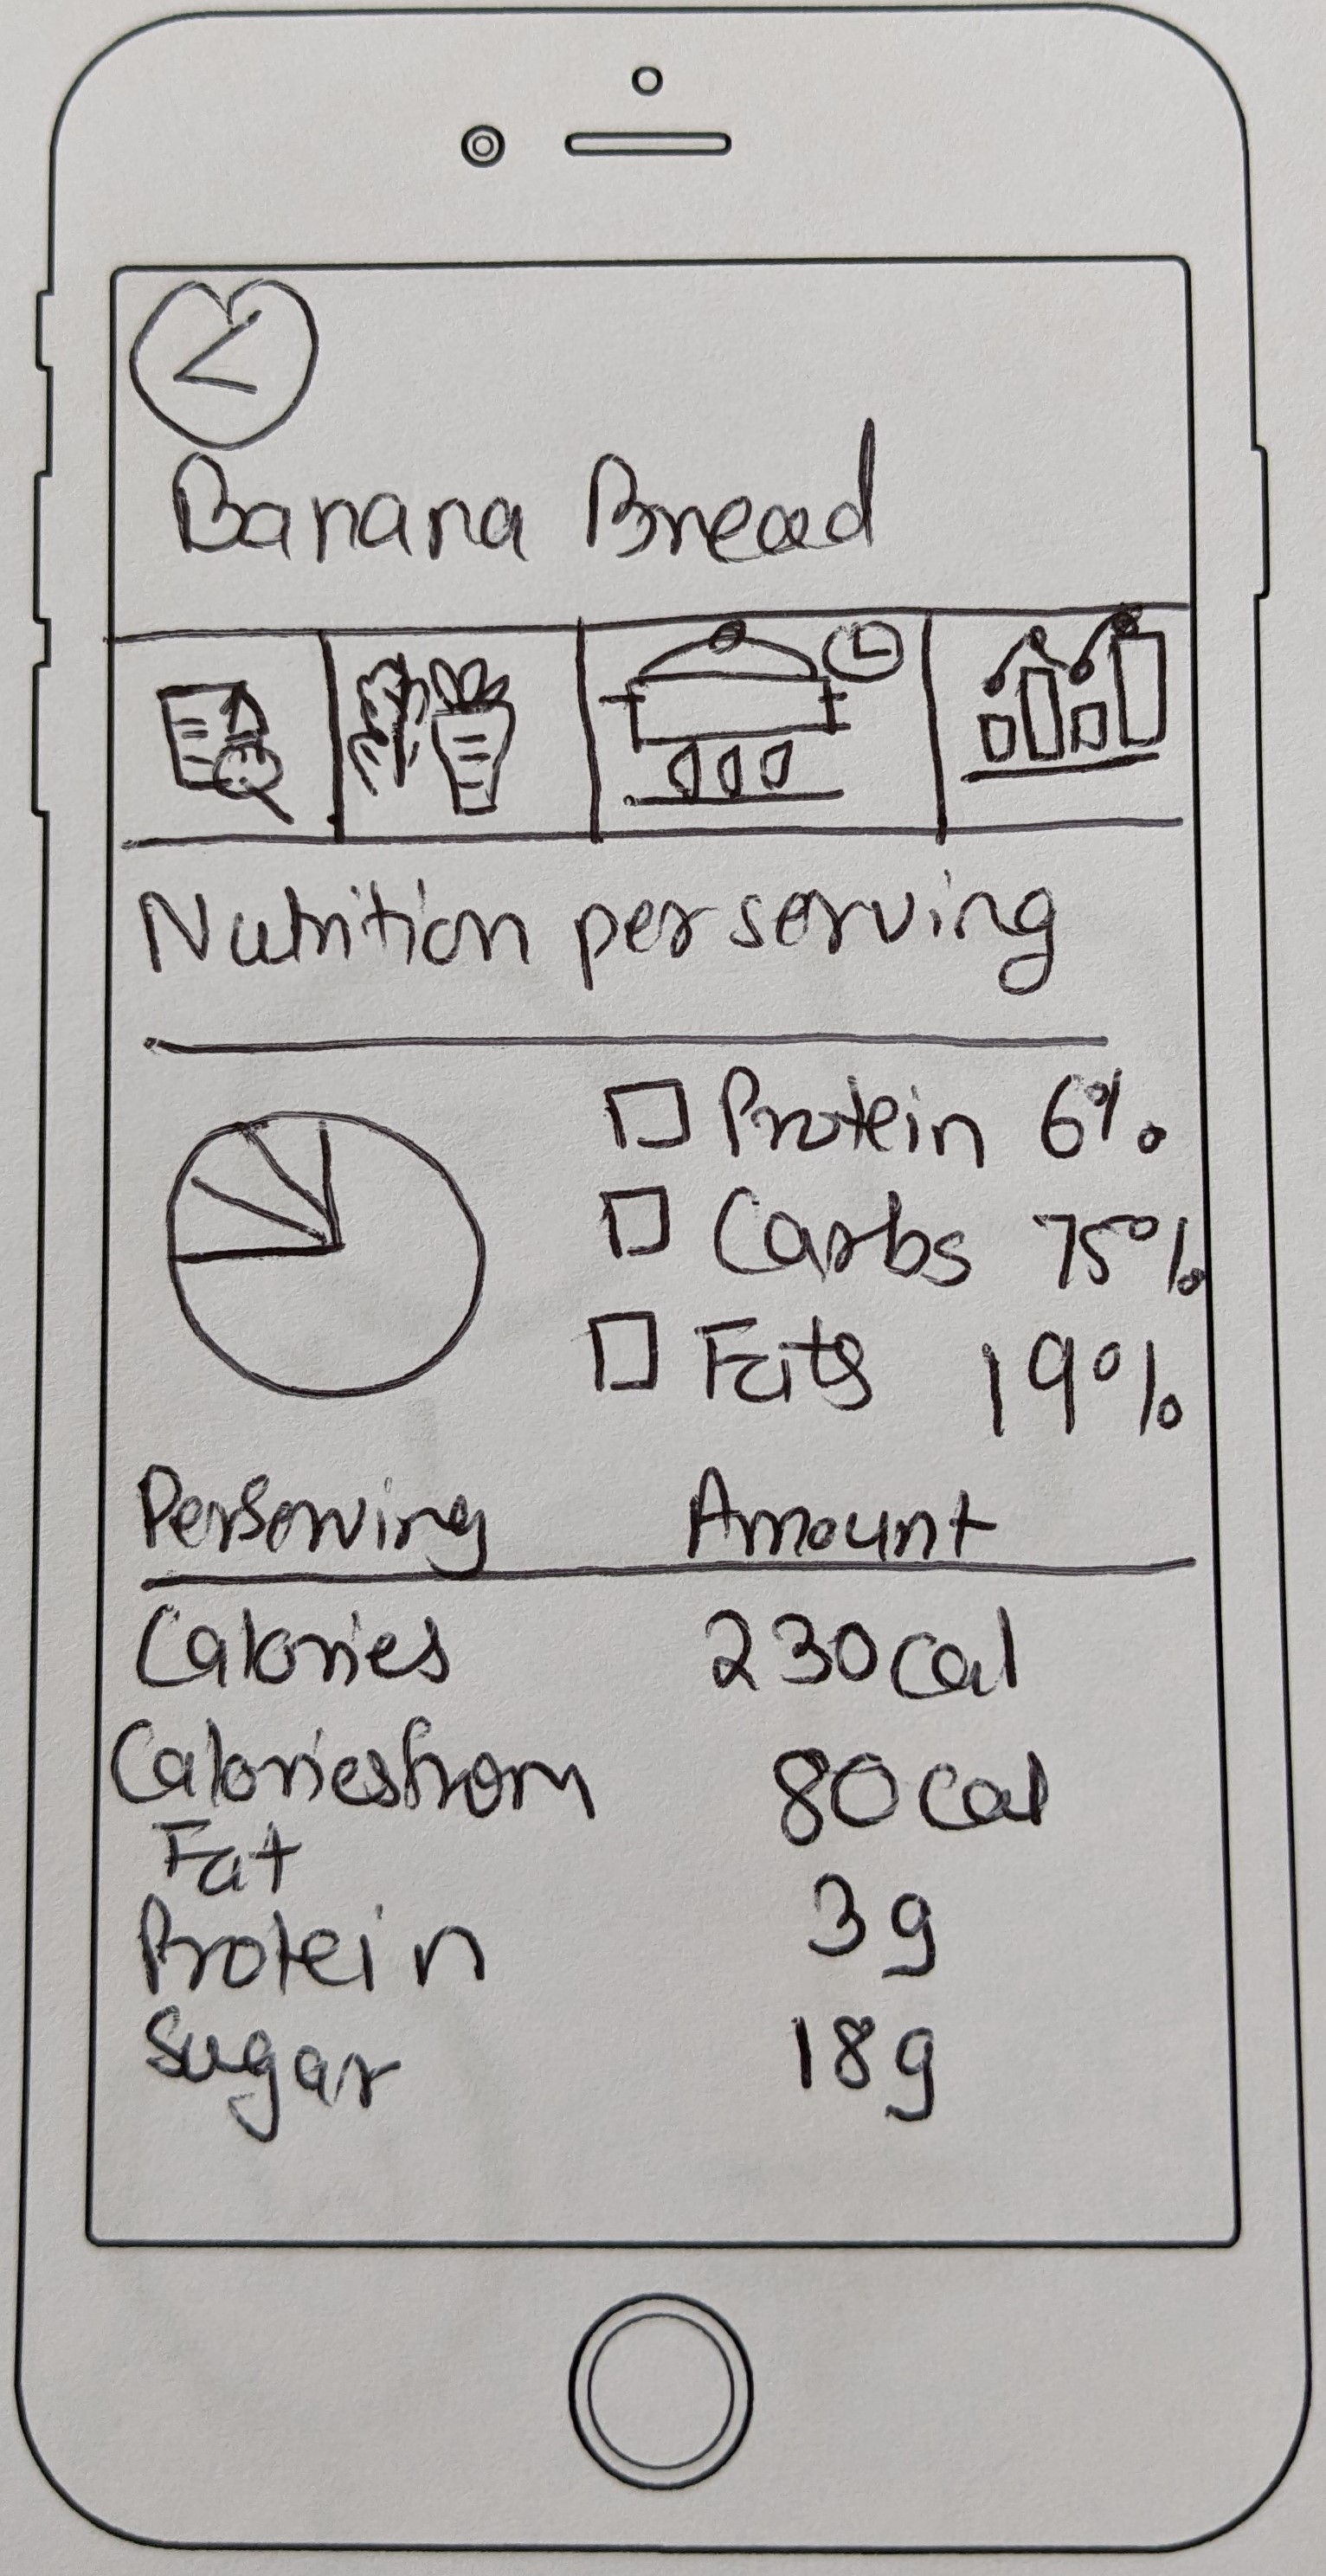 <
Banana Bread
Nutrition per serving
Protein 6%
Carbs 75%
Fats 19%
Perserving Amount
Calories 230 cal
Calories from 80 cal
Fat
Protein 3g
Sugar 18g